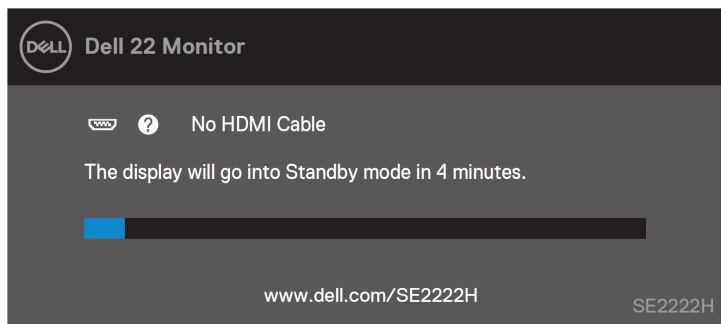 DELL Dell 22 Monitor
? No HDMI Cable
The display will go into Standby mode in 4 minutes.
www.dell.com/SE2222H
SE2222H